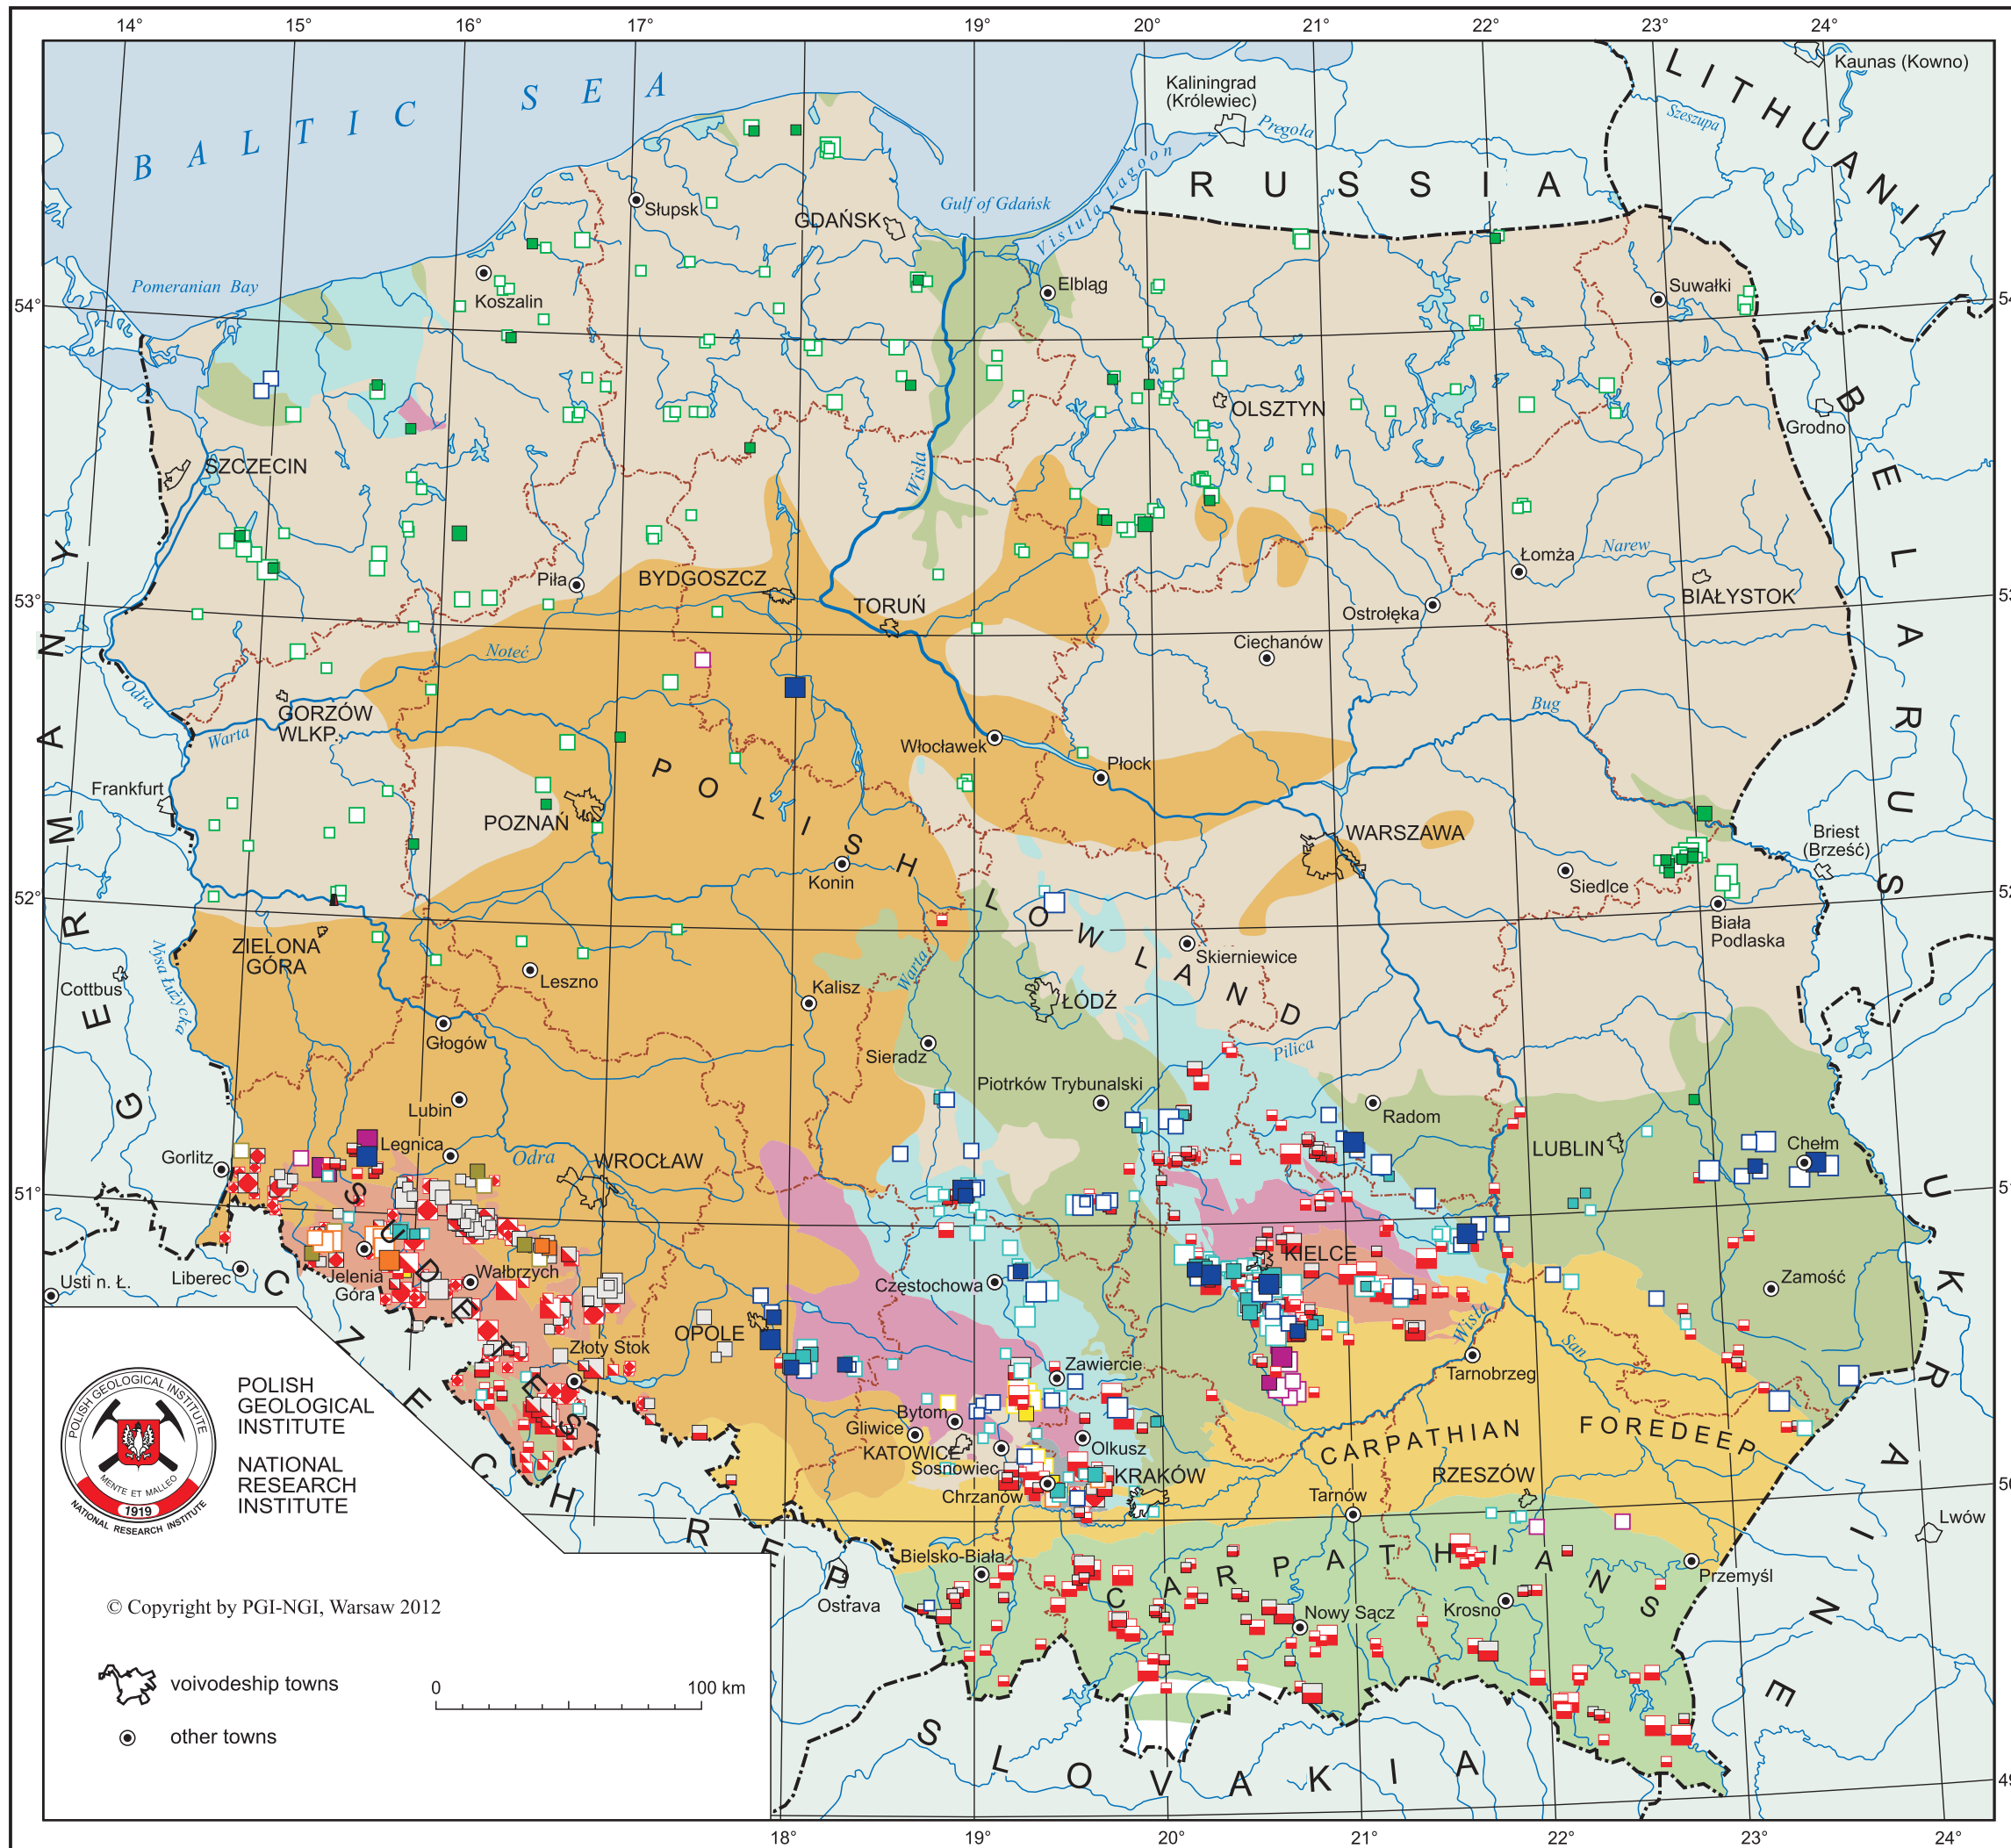 14°
15°
16°
17°
19°
20°
21°
22°
23°
24°
LITHUANIA
Kaunas (Kowno)
Kaliningrad
(Królewiec)
Pregoła
Szeszupa
BALTIC SEA
RUSSIA
Vistula Lagoon
Gulf of Gdańsk
Słupsk
GDAŃSK
Pomeranian Bay
Koszalin
Elbląg
Suwałki
54°
54
BELARUS
Grodno
OLSZTYN
SZCZECIN
Wisła
GERMANY
Piła
BYDGOSZCZ
TORUŃ
Łomża
Narew
BIAŁYSTOK
Ostrołęka
53°
53
Ciechanów
Noteć
Odra
GORZÓW
WLKP.
Warta
Bug
Włocławek
Płock
POLISH LOWLAND
Frankfurt
POZNAŃ
WARSZAWA
Briest
(Brześć)
Konin
Siedlce
52°
52
Biała
Podlaska
ZIELONA
GÓRA
Nysa Łużycka
Leszno
Warta
Skierniewice
Cottbus
Kalisz
ŁÓDŹ
Głogów
Sieradz
Pilica
Piotrków Trybunalski
Lubin
Radom
Legnica
LUBLIN
Chełm
Gorlitz
Odra
WROCŁAW
51°
51
UKRAINE
SUDETES
KIELCE
Jelenia
Góra
Wałbrzych
Liberec
Usti n. Ł.
Częstochowa
Zamość
Wisła
San
OPOLE
Złoty Stok
Zawiercie
Tarnobrzeg
CZECH REP.
POLISH
GEOLOGICAL
INSTITUTE
NATIONAL
RESEARCH
INSTITUTE
POLISH GEOLOGICAL INSTITUTE
MENTE ET MALLEO
1919
NATIONAL RESEARCH INSTITUTE
Bytom
Gliwice
KATOWICE
Sosnowiec
Olkusz
Chrzanów
KRAKÓW
CARPATHIAN FOREDEEP
RZESZÓW
Tarnów
50
Lwów
Bielsko-Biała
CARPATHIANS
Przemyśl
Ostrava
Nowy Sącz
Krosno
© Copyright by PGI-NGI, Warsaw 2012
voivodeship towns
other towns
0
100 km
SLOVAKIA
49
18°
19°
20°
21°
22°
23°
24°